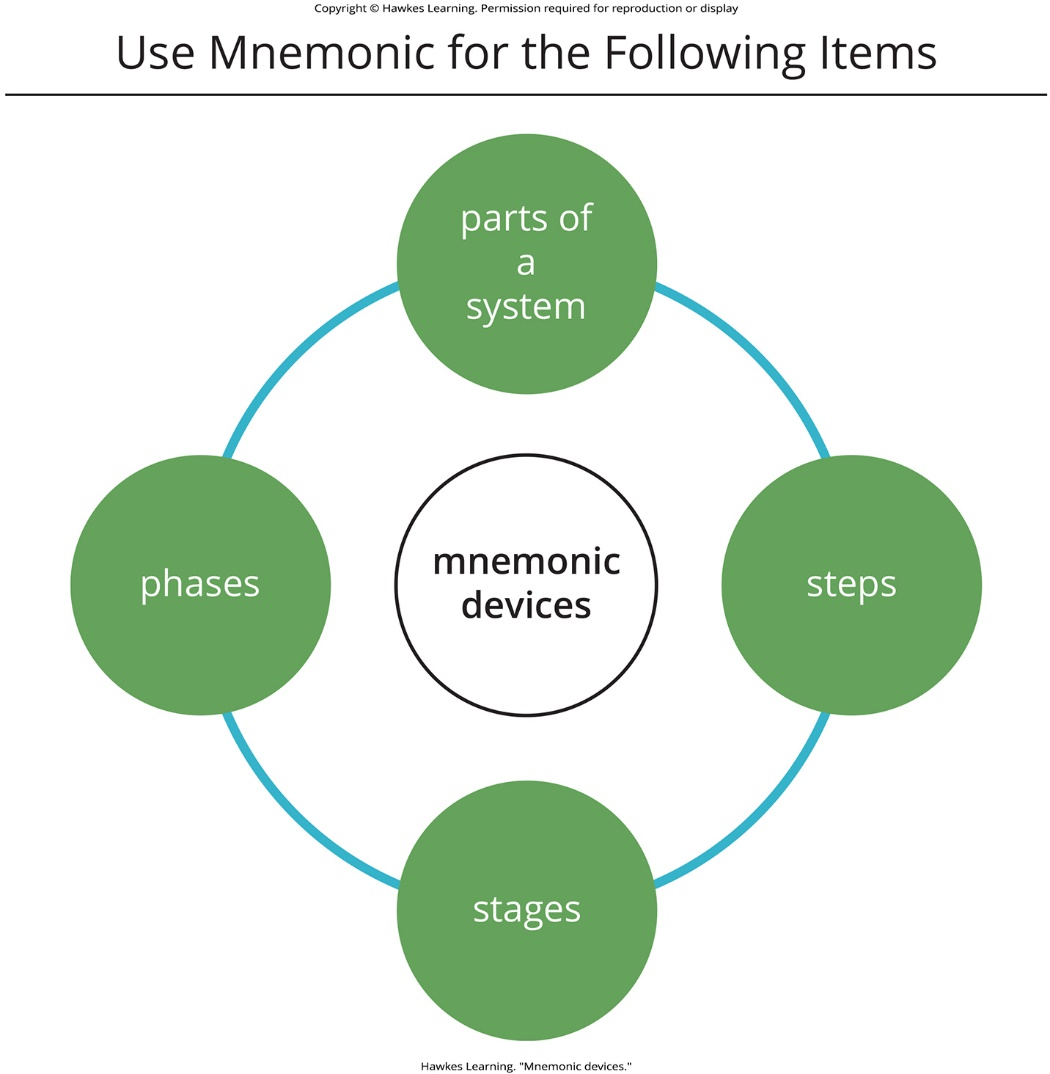 Copyright © Hawkes Learning. Permission required for reproduction or display
Use Mnemonic for the Following Items
parts of
a
system
phases
mnemonic
devices
steps
stages
Hawkes Learning. "Mnemonic devices."